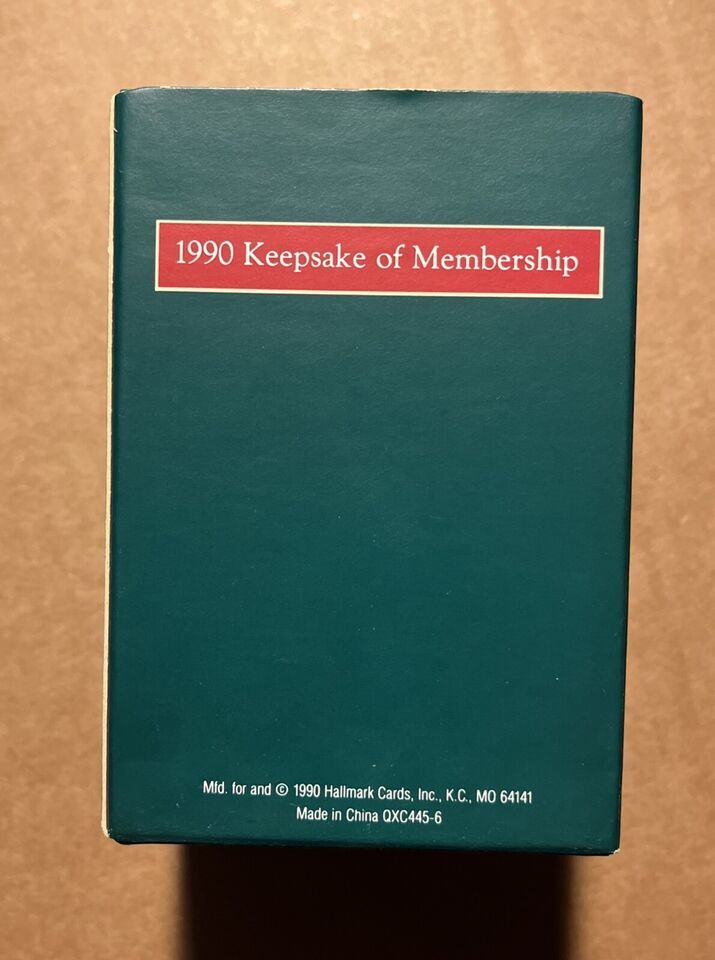 1990 Keepsake of Membership
Mfd. for and © 1990 Hallmark Cards, Inc., K.C., MO 64141
Made in China QXC445-6